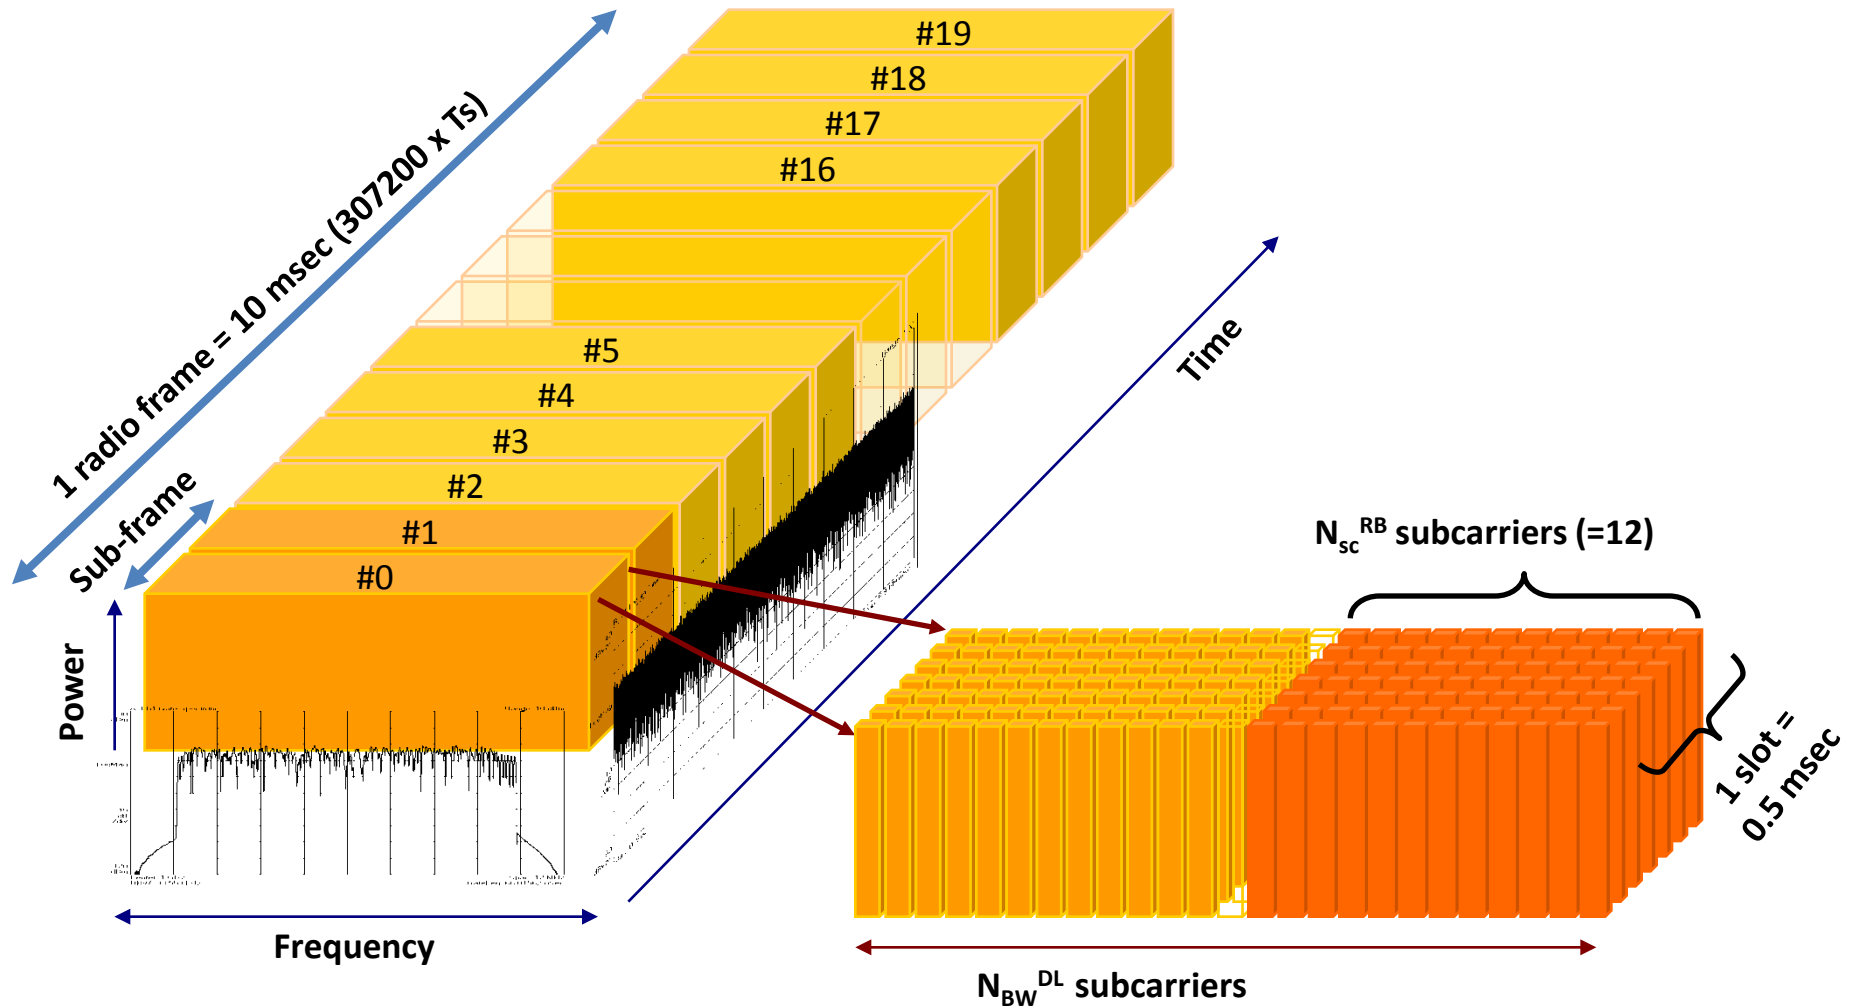 #19
#18
#17
#16
#5
#4
#3
#2
#1
#0
1 radio frame = 10 msec (307200 x Ts)
Sub-frame
Power
Frequency
Time
N_sc^RB subcarriers (=12)
1 slot =
0.5 msec
N_BW^DL subcarriers